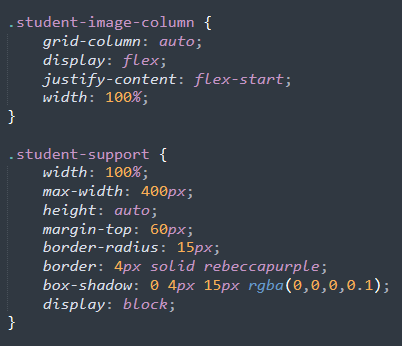 .student-image-column {
grid-column: auto;
display: flex;
justify-content: flex-start;
width: 100%;
}
.student-support {
width: 100%;
max-width: 400px;
height: auto;
margin-top: 60px;
border-radius: 15px;
border: 4px solid rebeccapurple;
box-shadow: 0 4px 15px rgba(0,0,0,0.1);
display: block;
}